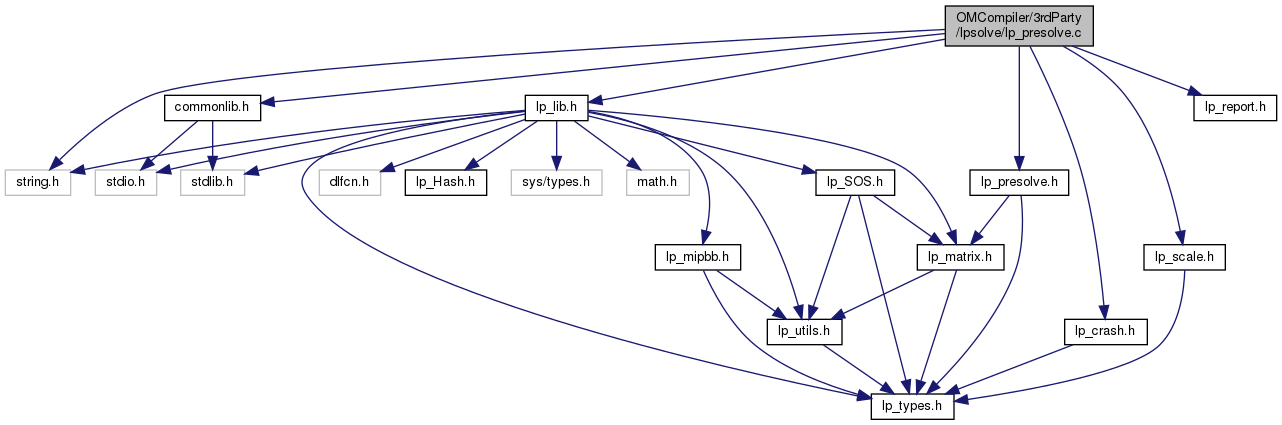 OMCompiler/3rdParty
/lpsolve/lp_presolve.c
commonlib.h
lp_lib.h
lp_report.h
string.h
stdio.h
stdlib.h
dlfcn.h
lp_Hash.h
sys/types.h
math.h
lp_SOS.h
lp_presolve.h
lp_mipbb.h
lp_matrix.h
lp_scale.h
lp_utils.h
lp_crash.h
lp_types.h